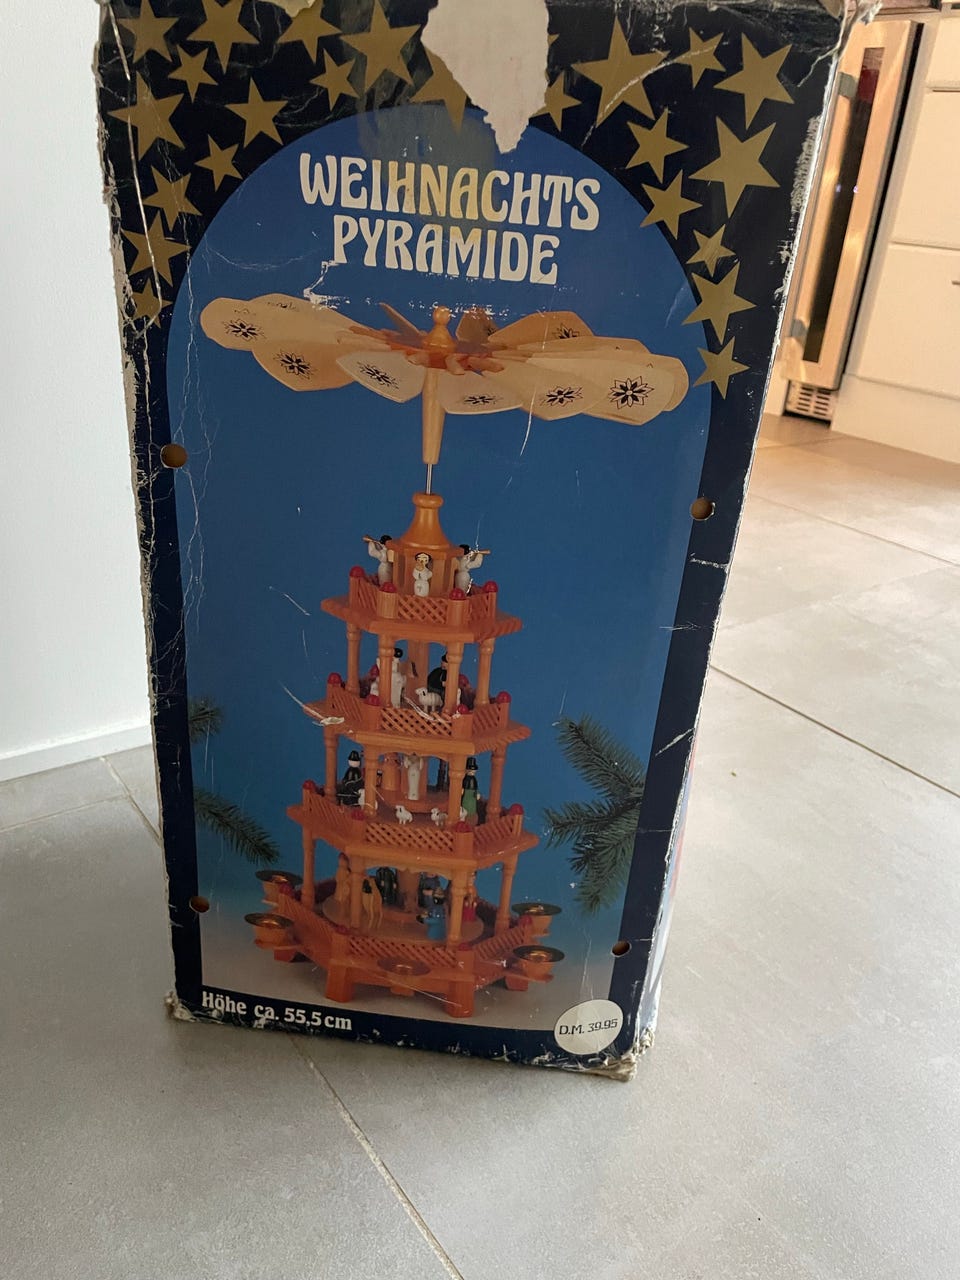 WEIHNACHTS
PYRAMIDE
Höhe ca. 55,5 cm
D.M. 39.95